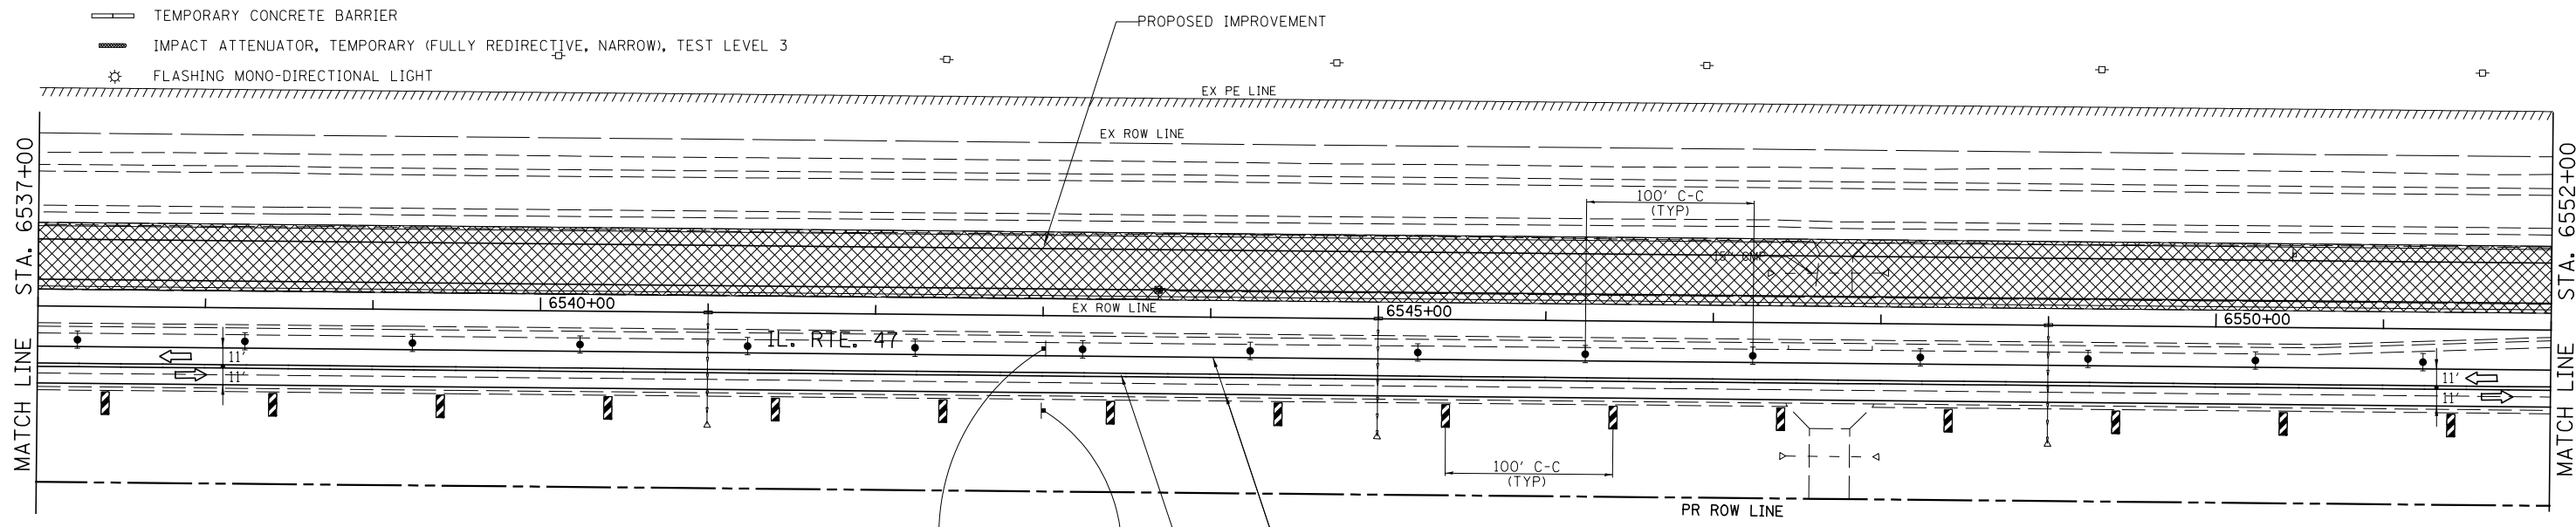 TEMPORARY CONCRETE BARRIER
IMPACT ATTENUATOR, TEMPORARY (FULLY REDIRECTIVE, NARROW), TEST LEVEL 3
FLASHING MONO-DIRECTIONAL LIGHT
PROPOSED IMPROVEMENT
EX PE LINE
EX ROW LINE
MATCH LINE STA. 6537+00
MATCH LINE STA. 6552+00
100' C-C
(TYP)
15" CMP
6540+00
EX ROW LINE
6545+00
6550+00
IL. RTE. 47
11'
11'
11'
11'
100' C-C
(TYP)
PR ROW LINE